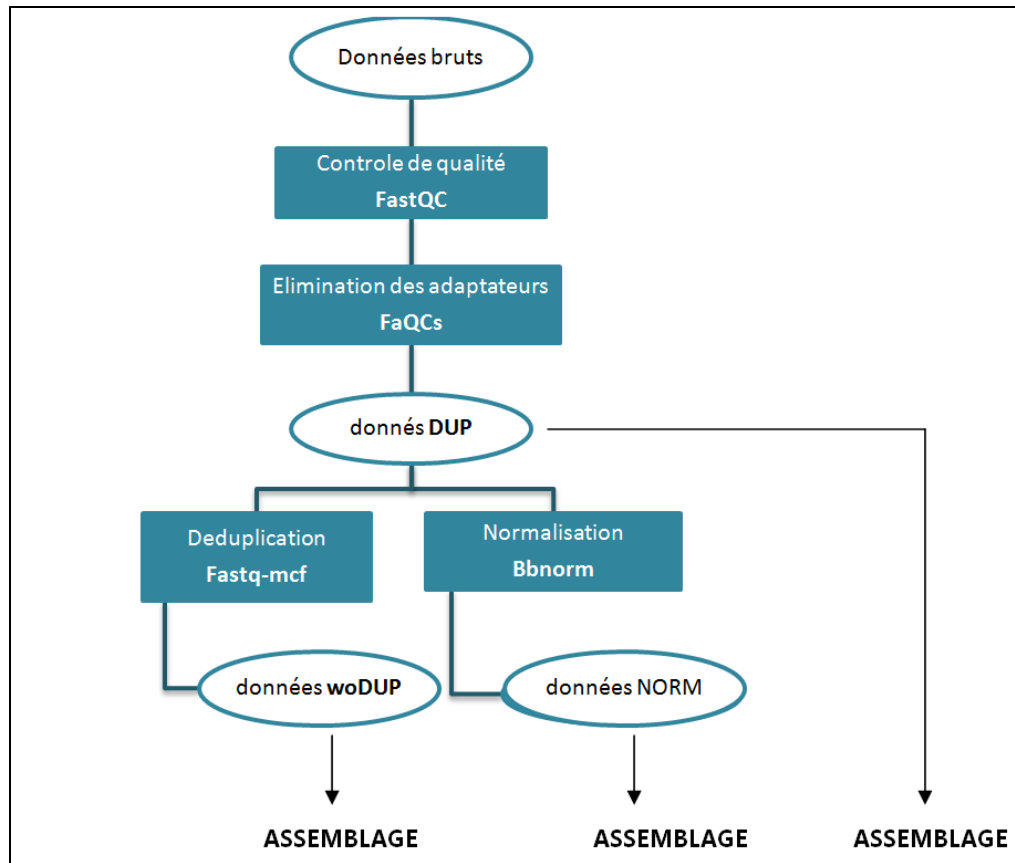 Données bruts
Controle de qualité
FastQC
Elimination des adaptateurs
FaQCs
donnés DUP
Deduplication
Fastq-mcf
Normalisation
Bbnorm
données woDUP
données NORM
ASSEMBLAGE
ASSEMBLAGE
ASSEMBLAGE